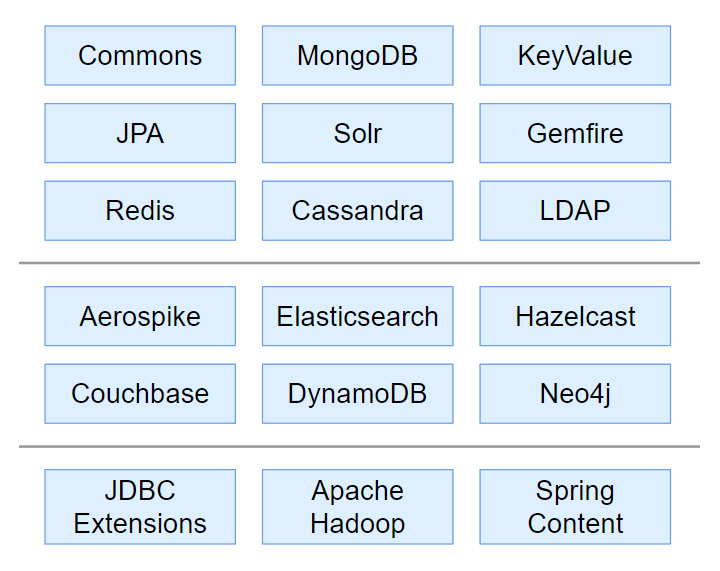 Commons
MongoDB
KeyValue
JPA
Solr
Gemfire
Redis
Cassandra
LDAP
Aerospike
Elasticsearch
Hazelcast
Couchbase
DynamoDB
Neo4j
JDBC
Extensions
Apache
Hadoop
Spring
Content